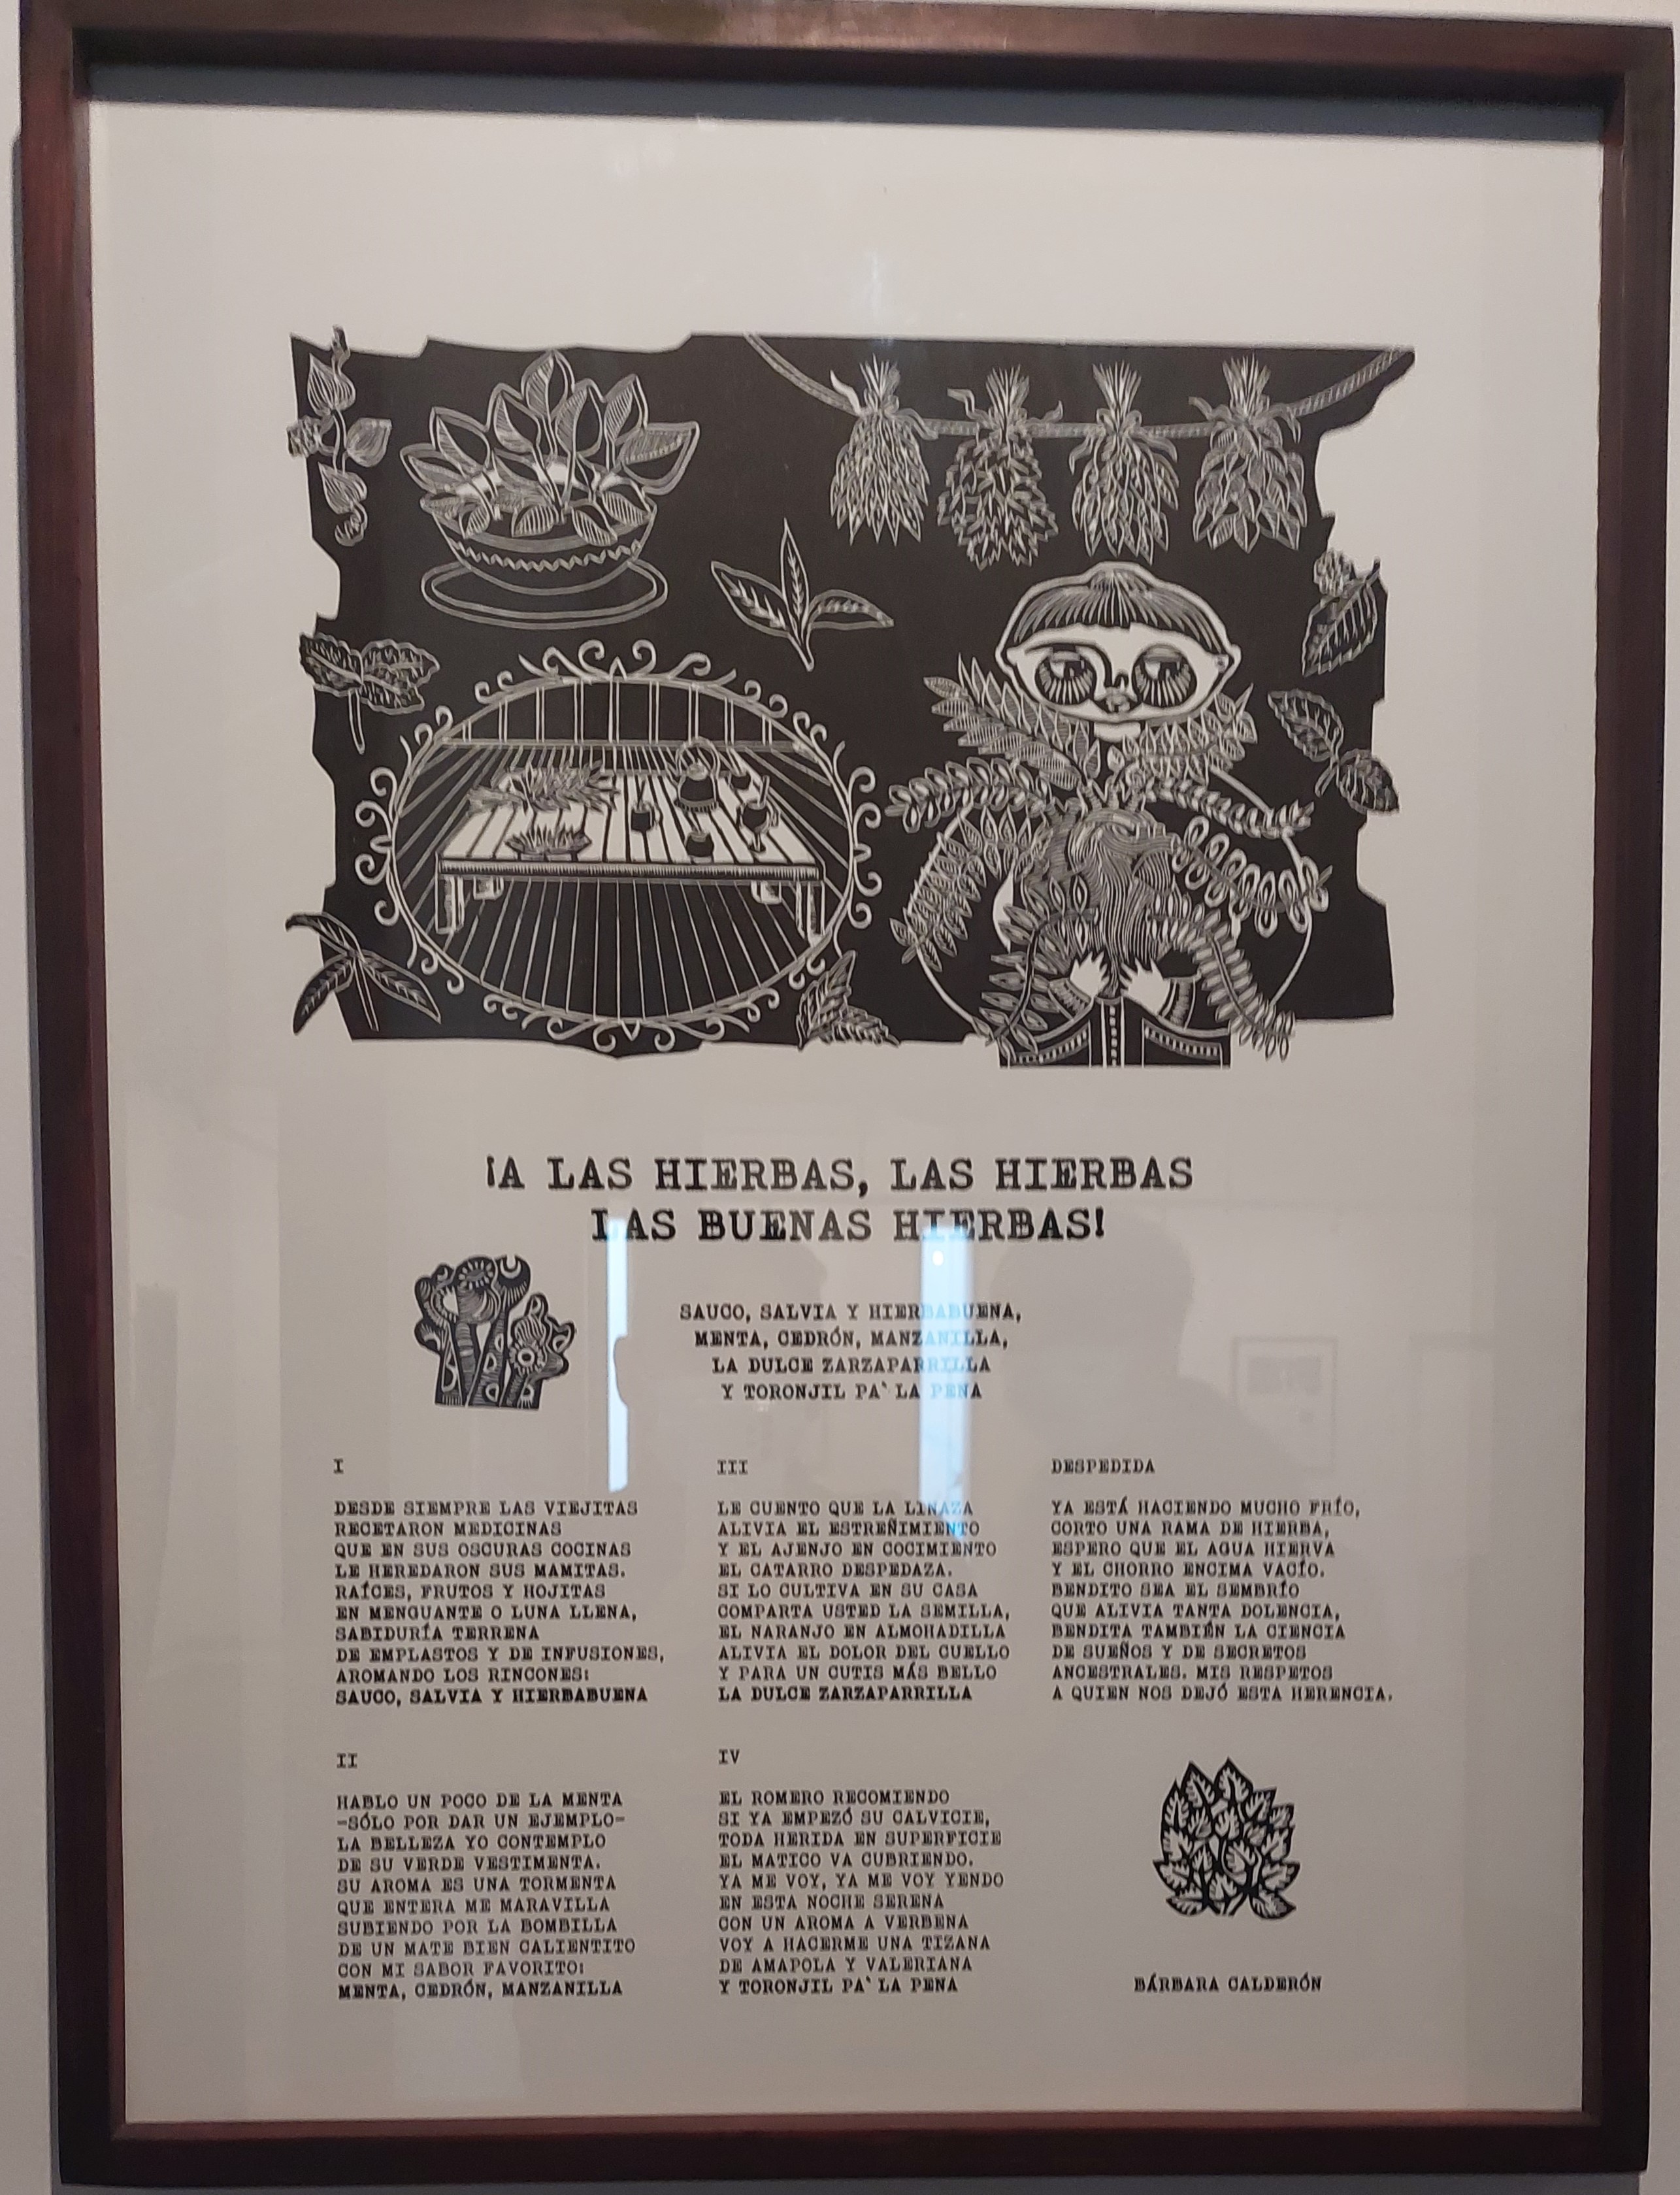 ¡A LAS HIERBAS, LAS HIERBAS
LAS BUENAS HIERBAS!
SAUCO, SALVIA Y HIERBABUENA,
MENTA, CEDRÓN, MANZANILLA,
LA DULCE ZARZAPARRILLA
Y TORONJIL PA` LA PENA
I
DESDE SIEMPRE LAS VIEJITAS
RECETARON MEDICINAS
QUE EN SUS OSCURAS COCINAS
LE HEREDARON SUS MAMITAS.
RAÍCES, FRUTOS Y HOJITAS
EN MENGUANTE O LUNA LLENA,
SABIDURÍA TERRENA
DE EMPLASTOS Y DE INFUSIONES,
AROMANDO LOS RINCONES:
SAUCO, SALVIA Y HIERBABUENA
II
HABLO UN POCO DE LA MENTA
-SÓLO POR DAR UN EJEMPLO-
LA BELLEZA YO CONTEMPLO
DE SU VERDE VESTIMENTA.
SU AROMA ES UNA TORMENTA
QUE ENTERA ME MARAVILLA
SUBIENDO POR LA BOMBILLA
DE UN MATE BIEN CALIENTITO
CON MI SABOR FAVORITO:
MENTA, CEDRÓN, MANZANILLA
III
LE CUENTO QUE LA LINAZA
ALIVIA EL ESTREÑIMIENTO
Y EL AJENJO EN COCIMIENTO
EL CATARRO DESPEDAZA.
SI LO CULTIVA EN SU CASA
COMPARTA USTED LA SEMILLA,
EL NARANJO EN ALMOHADILLA
ALIVIA EL DOLOR DEL CUELLO
Y PARA UN CUTIS MÁS BELLO
LA DULCE ZARZAPARRILLA
IV
EL ROMERO RECOMIENDO
SI YA EMPEZÓ SU CALVICIE,
TODA HERIDA EN SUPERFICIE
EL MATICO VA CUBRIENDO.
YA ME VOY, YA ME VOY YENDO
EN ESTA NOCHE SERENA
CON UN AROMA A VERBENA
VOY A HACERME UNA TIZANA
DE AMAPOLA Y VALERIANA
Y TORONJIL PA` LA PENA
DESPEDIDA
YA ESTÁ HACIENDO MUCHO FRÍO,
CORTO UNA RAMA DE HIERBA,
ESPERO QUE EL AGUA HIERVA
Y EL CHORRO ENCIMA VACÍO.
BENDITO SEA EL SEMBRÍO
QUE ALIVIA TANTA DOLENCIA,
BENDITA TAMBIÉN LA CIENCIA
DE SUEÑOS Y DE SECRETOS
ANCESTRALES. MIS RESPETOS
A QUIEN NOS DEJÓ ESTA HERENCIA.
BÁRBARA CALDERÓN